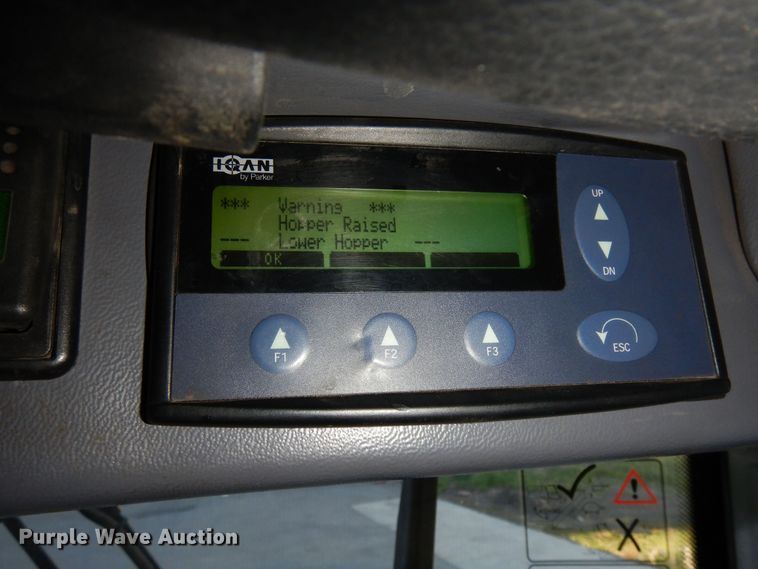 IQAN
by Parker
*** Warning ***
Hopper Raised
--- Lower Hopper ---
OK
UP
DN
F1
F2
F3
ESC
Purple Wave Auction